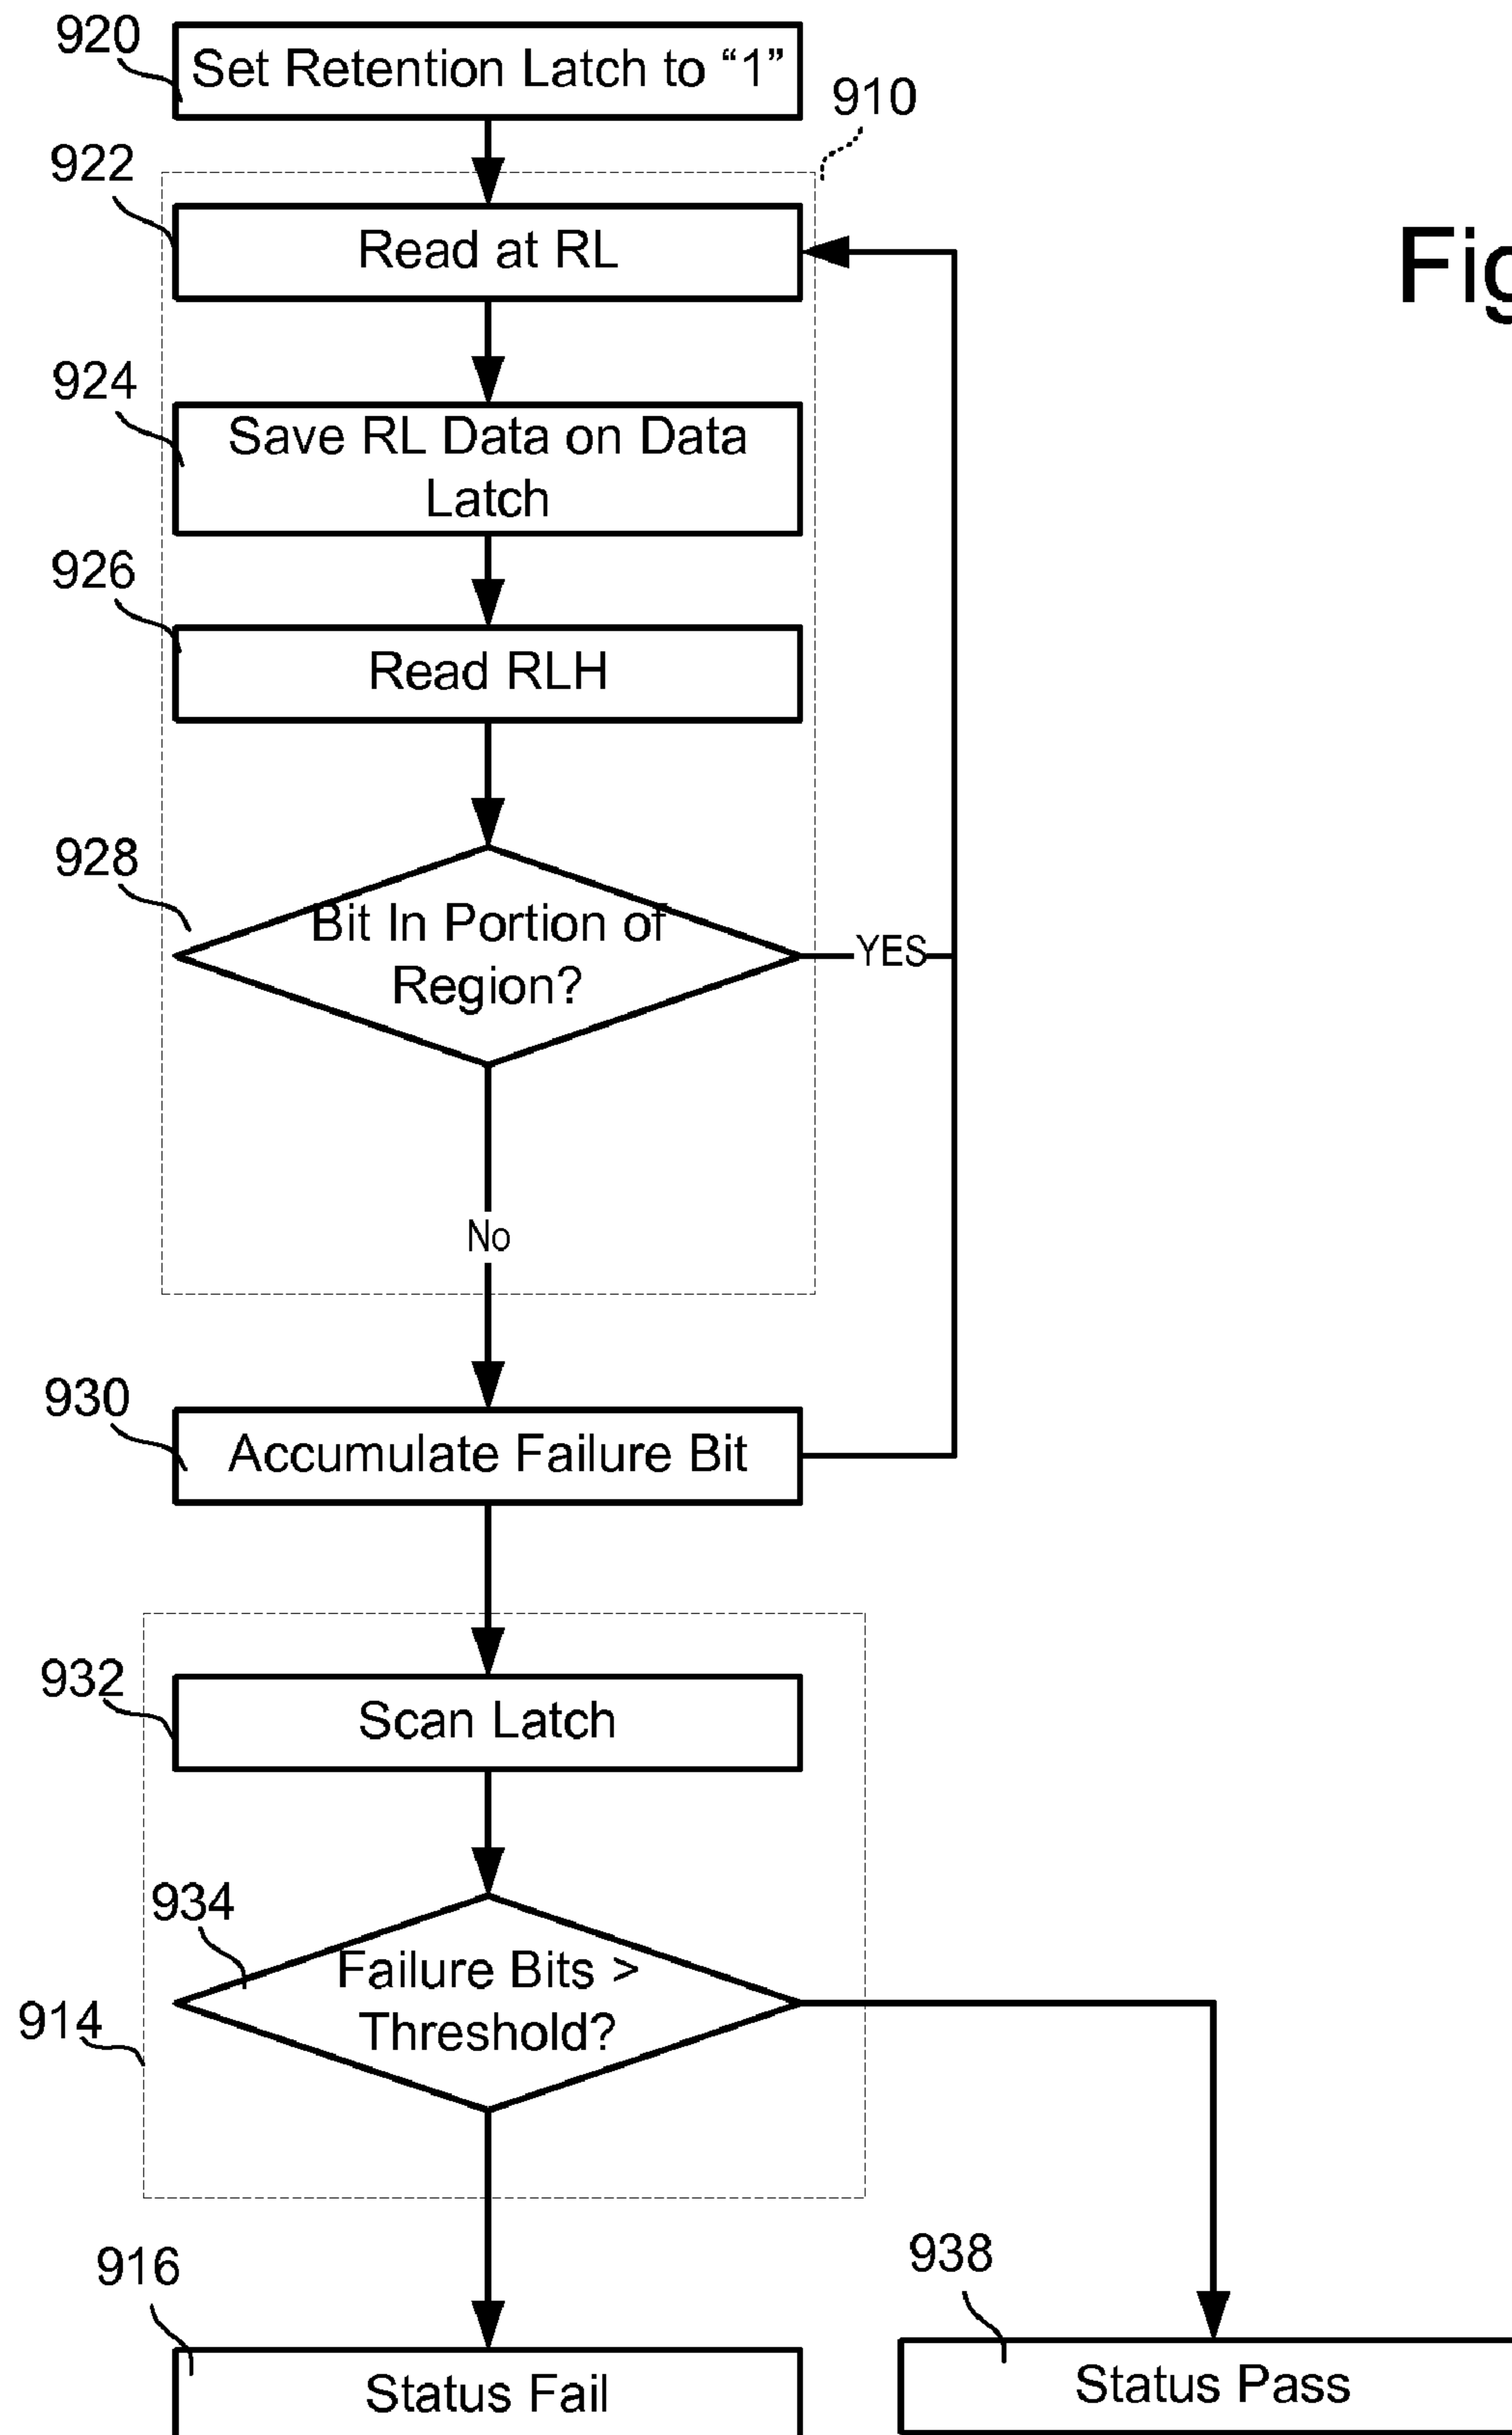 920
Set Retention Latch to “1”
910
922
Read at RL
Fig
924
Save RL Data on Data
Latch
926
Read RLH
928
Bit In Portion of
Region?
YES
No
930
Accumulate Failure Bit
932
Scan Latch
934
Failure Bits >
Threshold?
914
916
Status Fail
938
Status Pass